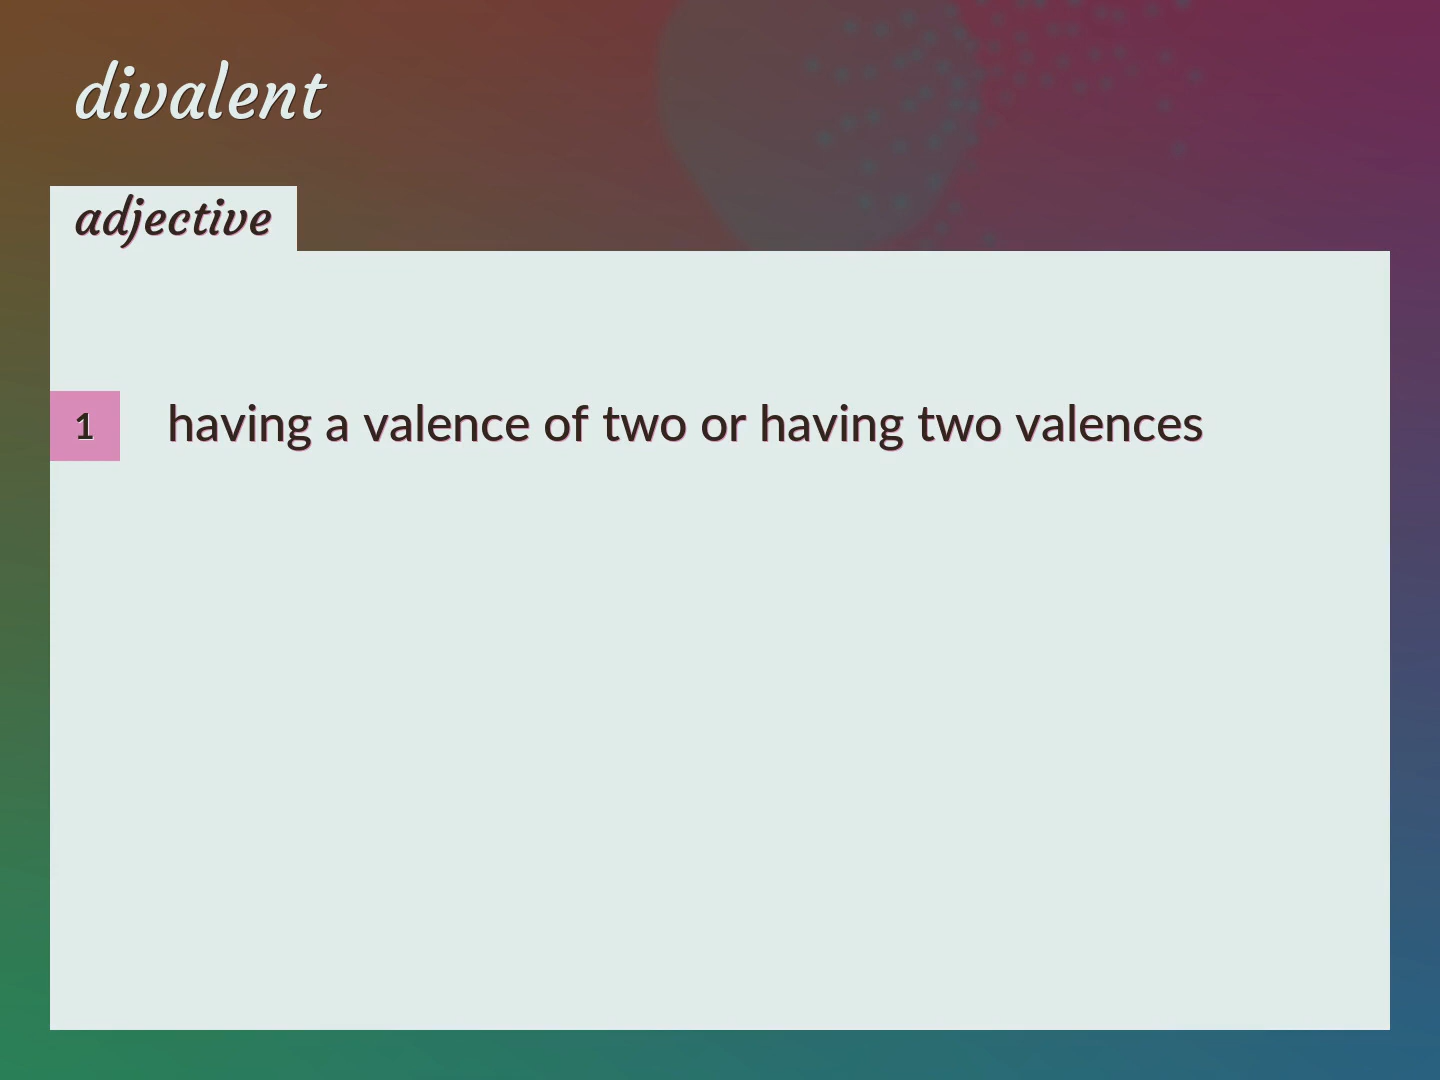 divalent
adjective
1 having a valence of two or having two valences